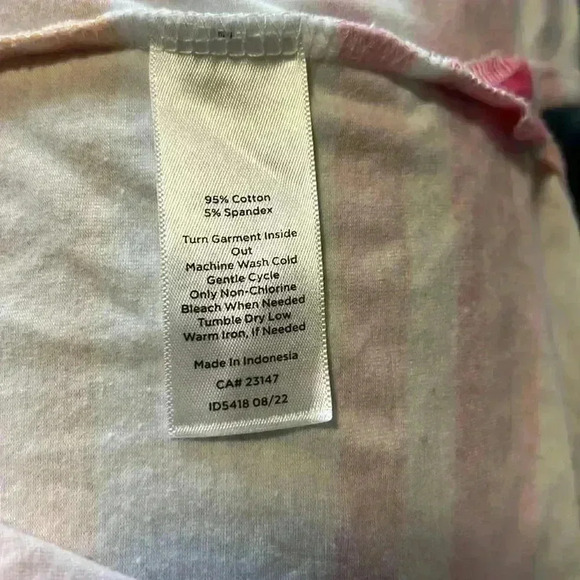 95% Cotton
5% Spandex
Turn Garment Inside
Out
Machine Wash Cold
Gentle Cycle
Only Non-Chlorine
Bleach When Needed
Tumble Dry Low
Warm Iron, If Needed
Made In Indonesia
CA# 23147
ID5418 08/22